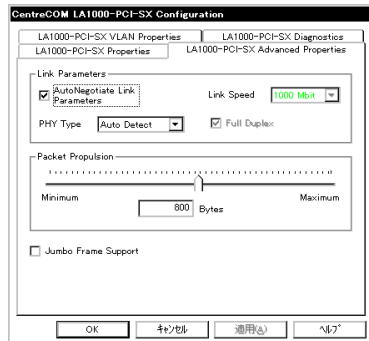 CentreCOM LA1000-PCI-SX Configuration
LA1000-PCI-SX VLAN Properties
LA1000-PCI-SX Diagnostics
LA1000-PCI-SX Properties
LA1000-PCI-SX Advanced Properties
Link Parameters
AutoNegotiate Link
Parameters
Link Speed
1000 Mbit
PHY Type
Auto Detect
Full Duplex
Packet Propulsion
Minimum
Maximum
800 Bytes
Jumbo Frame Support
OK
キャンセル
適用(A)
ヘルプ